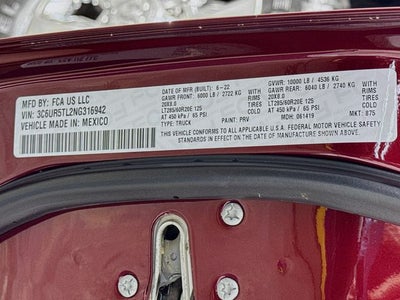 MFD BY: FCA US LLC
DATE OF MFR (BUILT): 6-22
GVWR: 10000 LB / 4536 KG
GAWR FRONT: 6000 LB / 2722 KG WITH
GAWR REAR: 6040 LB / 2740 KG WITH
20X8.0 RIMS
20X8.0 RIMS
LT285/60R20E 125 TIRES
LT285/60R20E 125 TIRES
AT 450 kPa / 65 PSI COLD
AT 450 kPa / 65 PSI COLD
VIN: 3C6UR5TL2NG316942
VEHICLE MADE IN: MEXICO
THIS VEHICLE CONFORMS TO ALL APPLICABLE U.S.A. FEDERAL MOTOR VEHICLE SAFETY
STANDARDS IN EFFECT ON THE DATE OF MANUFACTURE SHOWN ABOVE
TYPE: TRUCK
PAINT: PRV
MDH: 061419
MKT: B75